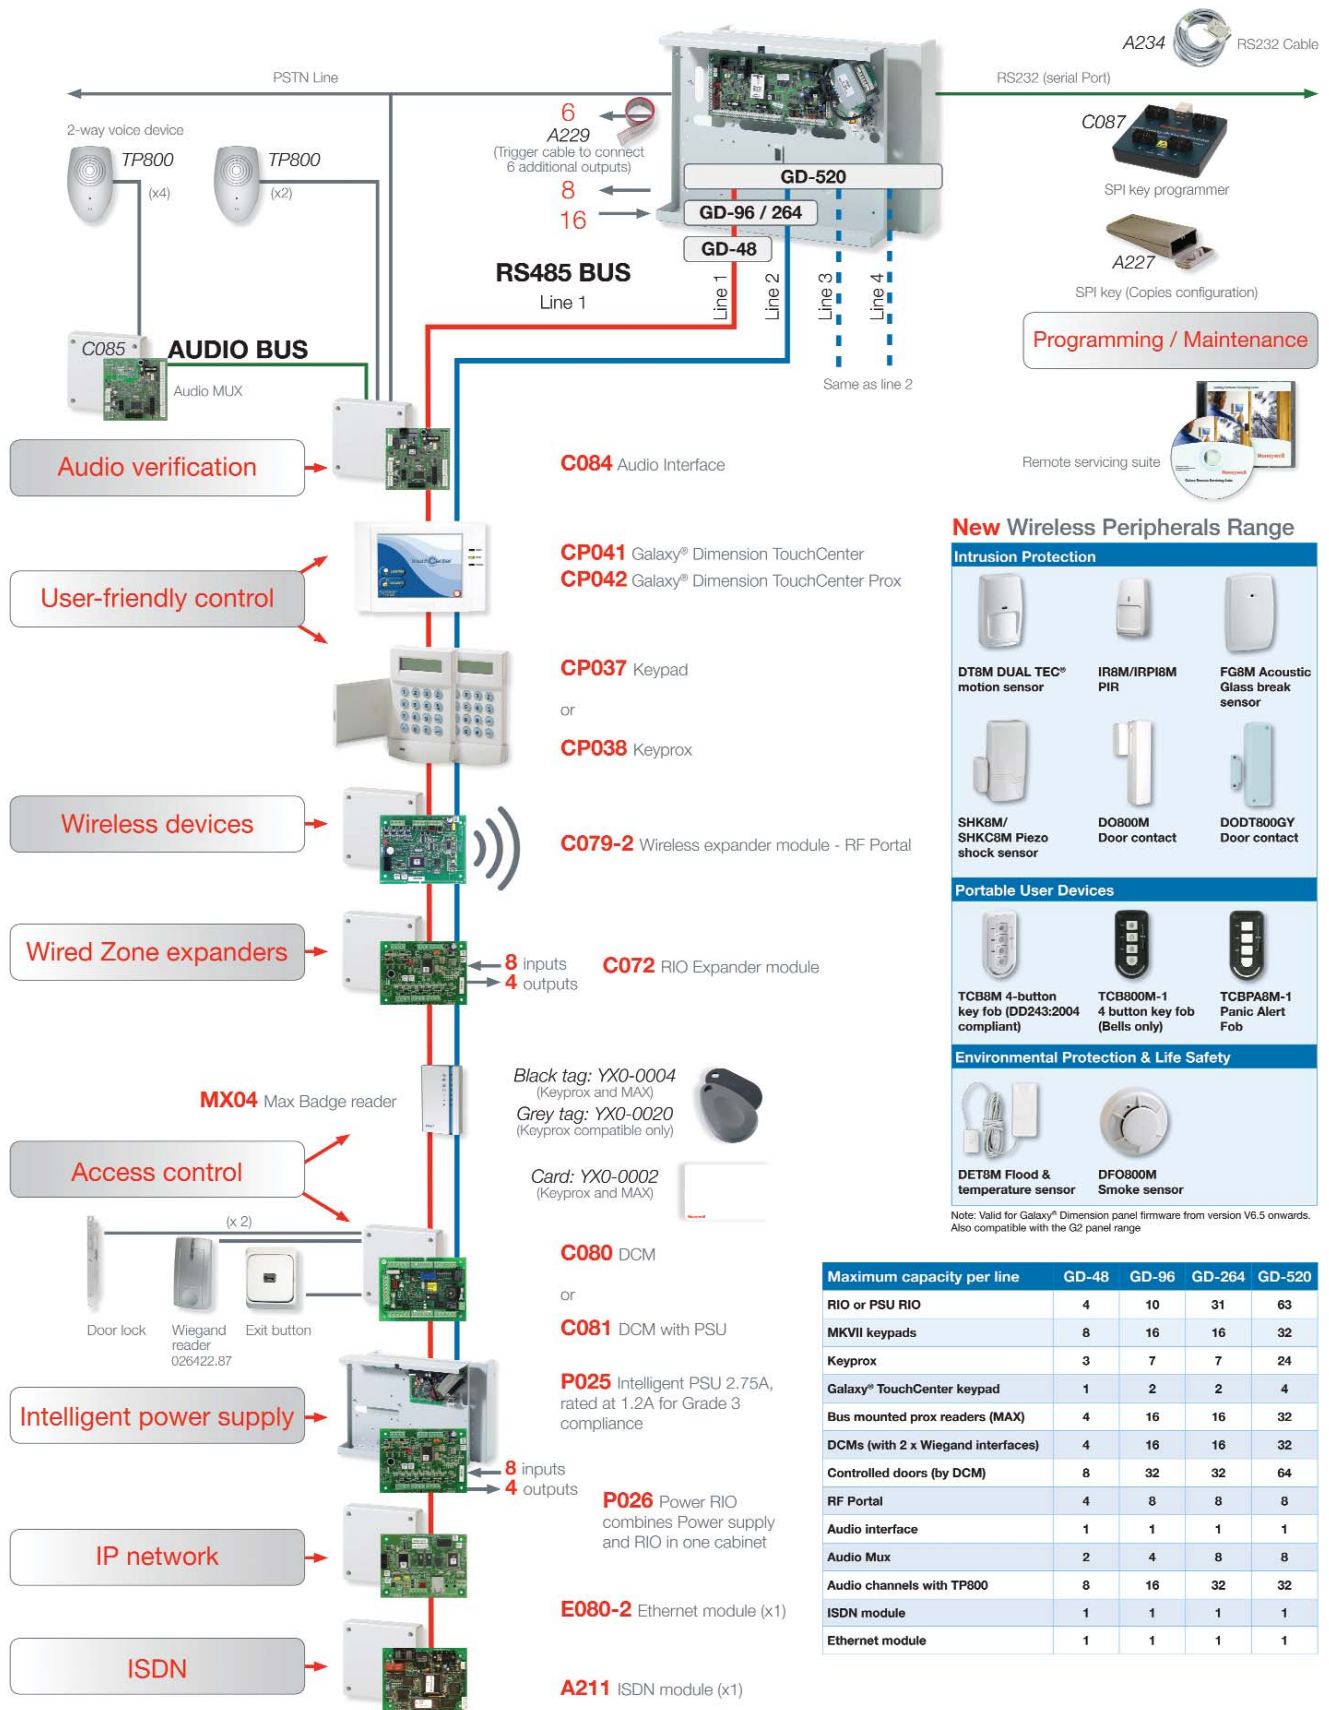 A234
RS232 Cable
PSTN Line
RS232 (serial Port)
6
A229
(Trigger cable to connect
6 additional outputs)
8
16
C087
SPI key programmer
2-way voice device
TP800
(x4)
TP800
(x2)
GD-520
GD-96 / 264
GD-48
A227
SPI key (Copies configuration)
RS485 BUS
Line 1
Line 1
Line 2
Line 3
Line 4
Same as line 2
Programming / Maintenance
C085
AUDIO BUS
Audio MUX
Remote servicing suite
Honeywell
Audio verification
C084 Audio Interface
User-friendly control
TouchCenter
CP041 Galaxy® Dimension TouchCenter
CP042 Galaxy® Dimension TouchCenter Prox
CP037 Keypad
or
CP038 Keyprox
Wireless devices
C079-2 Wireless expander module - RF Portal
Wired Zone expanders
8 inputs
4 outputs
C072 RIO Expander module
MX04 Max Badge reader
Black tag: YX0-0004
(Keyprox and MAX)
Grey tag: YX0-0020
(Keyprox compatible only)
Access control
Card: YX0-0002
(Keyprox and MAX)
Honeywell
(x 2)
Door lock
Wiegand
reader
026422.87
Exit button
C080 DCM
or
C081 DCM with PSU
Intelligent power supply
P025 Intelligent PSU 2.75A,
rated at 1.2A for Grade 3
compliance
8 inputs
4 outputs
P026 Power RIO
combines Power supply
and RIO in one cabinet
IP network
E080-2 Ethernet module (x1)
ISDN
A211 ISDN module (x1)
New Wireless Peripherals Range
Intrusion Protection
DT8M DUAL TEC®
motion sensor
IR8M/IRPI8M
PIR
FG8M Acoustic
Glass break
sensor
SHK8M/
SHKC8M Piezo
shock sensor
DO800M
Door contact
DODT800GY
Door contact
Portable User Devices
TCB8M 4-button
key fob (DD243:2004
compliant)
TCB800M-1
4 button key fob
(Bells only)
TCBPA8M-1
Panic Alert
Fob
Environmental Protection & Life Safety
DET8M Flood &
temperature sensor
DFO800M
Smoke sensor
Note: Valid for Galaxy® Dimension panel firmware from version V6.5 onwards.
Also compatible with the G2 panel range
Maximum capacity per line GD-48 GD-96 GD-264 GD-520
RIO or PSU RIO 4 10 31 63
MKVII keypads 8 16 16 32
Keyprox 3 7 7 24
Galaxy® TouchCenter keypad 1 2 2 4
Bus mounted prox readers (MAX) 4 16 16 32
DCMs (with 2 x Wiegand interfaces) 4 16 16 32
Controlled doors (by DCM) 8 32 32 64
RF Portal 4 8 8 8
Audio interface 1 1 1 1
Audio Mux 2 4 8 8
Audio channels with TP800 8 16 32 32
ISDN module 1 1 1 1
Ethernet module 1 1 1 1